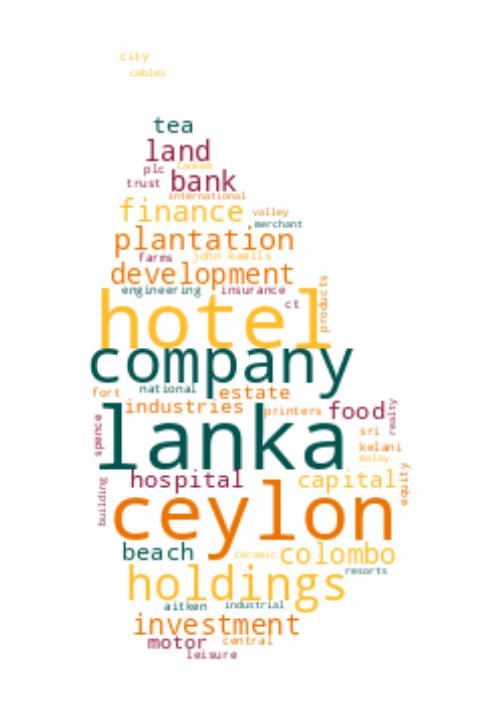 city
cables
tea
land
plc lankem
trust bank
international
finance valley
merchant
plantation
farms john keells
development
engineering insurance
ct
products
hotel
company
fort national estate
industries printers food
realty
lanka
spence
sri
kelani
malay
hospital capital
equity
building
ceylon
beach ceramic colombo
resorts
holdings
aitken industrial
investment
motor central
leisure